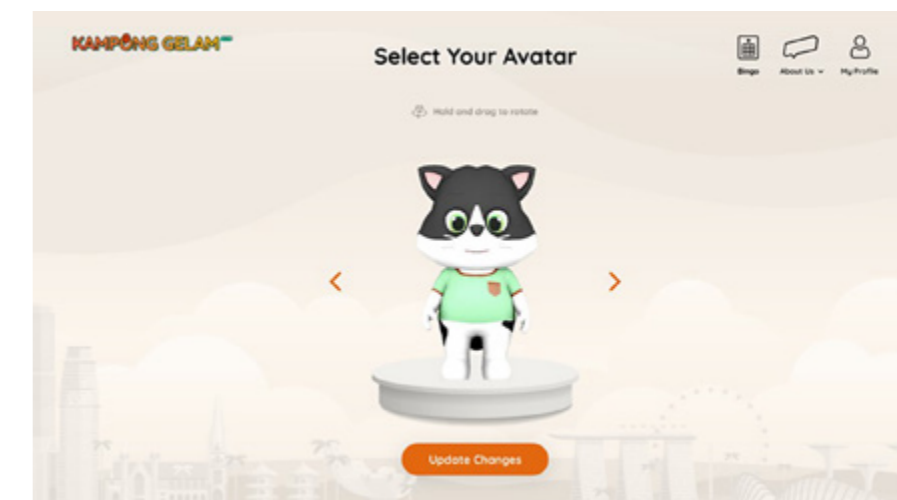 KAMPONG GELAM
Select Your Avatar
Bingo
About Us
My Profile
Hold and drag to rotate
Update Changes